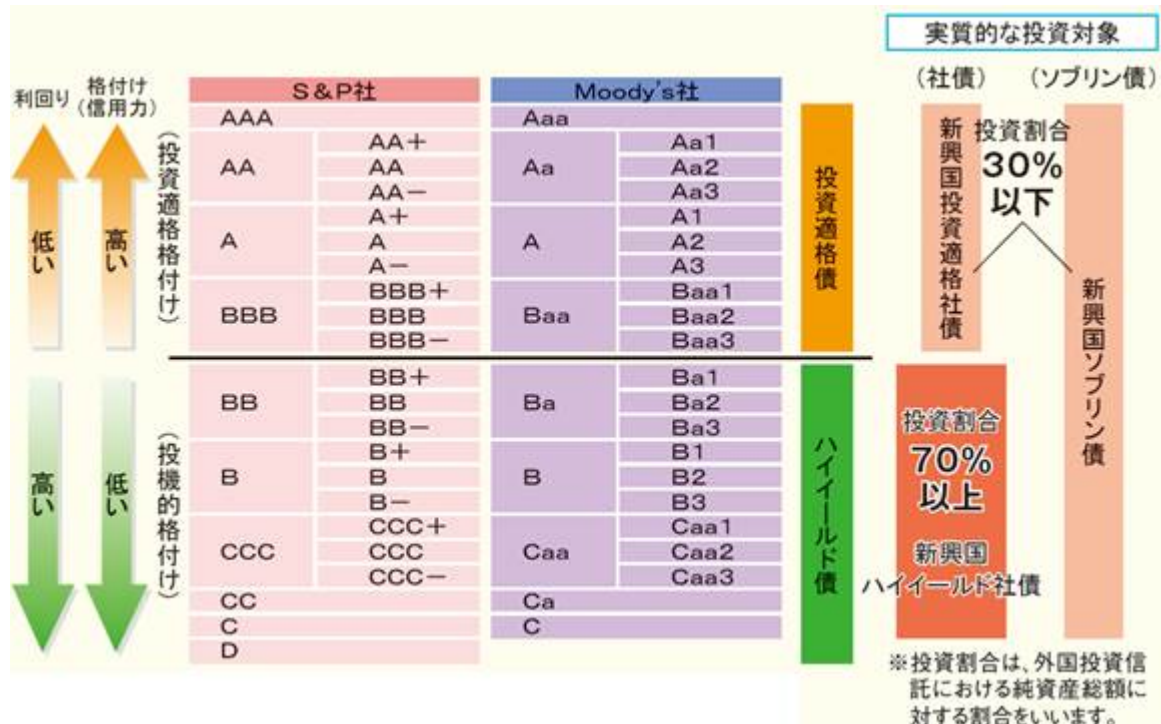 実質的な投資対象
(社債)
(ソブリン債)
利回り
格付け
(信用力)
S&P社
Moody's社
低い
高い
(投資適格格付け)
AAA
Aaa
AA
AA+
Aa
Aa1
AA
Aa2
AA−
Aa3
A
A+
A
A1
A
A2
A−
A3
BBB
BBB+
Baa
Baa1
BBB
Baa2
BBB−
Baa3
投資適格債
新興国投資適格社債
投資割合
30%
以下
新興国ソブリン債
高い
低い
(投機的格付け)
BB
BB+
Ba
Ba1
BB
Ba2
BB−
Ba3
B
B+
B
B1
B
B2
B−
B3
CCC
CCC+
Caa
Caa1
CCC
Caa2
CCC−
Caa3
CC
Ca
C
C
D
ハイイールド債
投資割合
70%
以上
新興国
ハイイールド社債
※投資割合は、外国投資信
託における純資産総額に
対する割合をいいます。